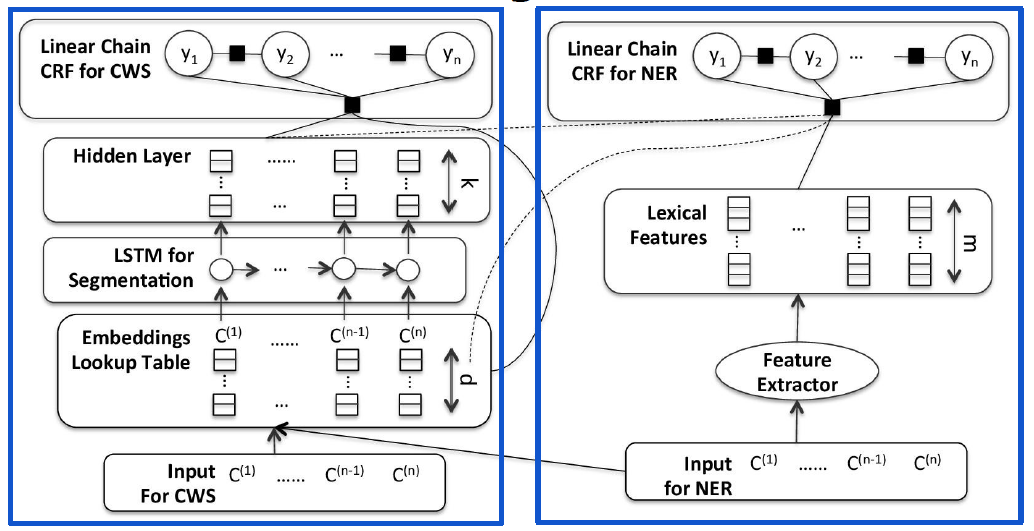 Linear Chain
CRF for CWS
y1 y2 ... yn
Hidden Layer
......
...
k
LSTM for
Segmentation
...
Embeddings
Lookup Table
C(1) ...... C(n-1) C(n)
...
d
Input
For CWS
C(1) ...... C(n-1) C(n)
Linear Chain
CRF for NER
y1 y2 ... yn
Lexical
Features
...
m
Feature
Extractor
Input
for NER
C(1) ...... C(n-1) C(n)